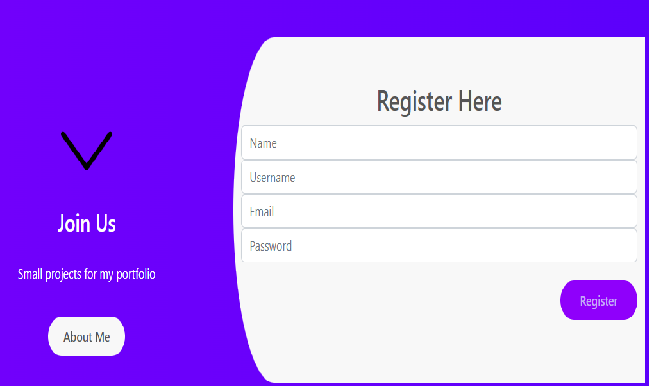 Join Us
Small projects for my portfolio
About Me
Register Here
Name
Username
Email
Password
Register